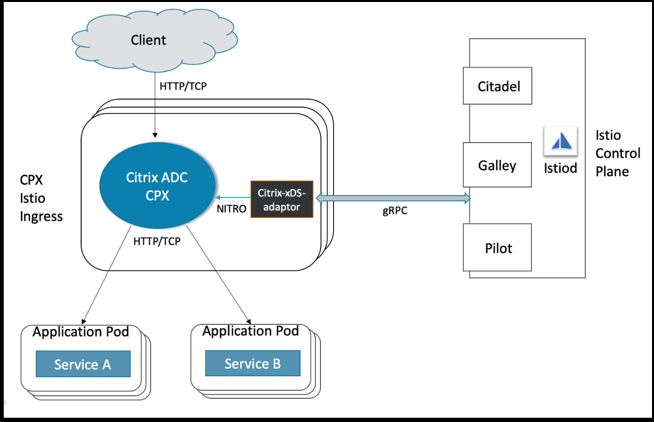 Client
HTTP/TCP
CPX
Istio
Ingress
Citrix ADC
CPX
NITRO
Citrix-xDS-
adaptor
gRPC
HTTP/TCP
Citadel
Galley
Pilot
Istiod
Istio
Control
Plane
Application Pod
Service A
Application Pod
Service B